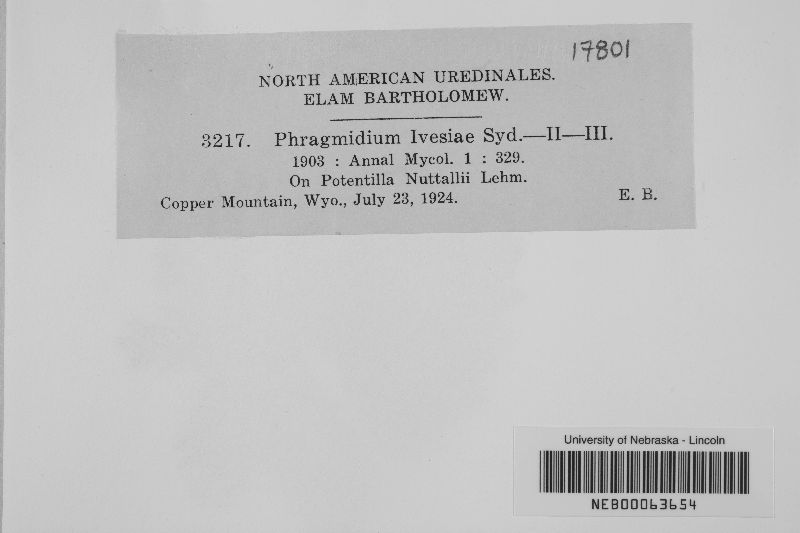 17801
NORTH AMERICAN UREDINALES.
ELAM BARTHOLOMEW.
3217. Phragmidium Ivesiae Syd.—II—III.
1903 : Annal Mycol. 1 : 329.
On Potentilla Nuttallii Lehm.
Copper Mountain, Wyo., July 23, 1924. E. B.
University of Nebraska - Lincoln
NEB00063654